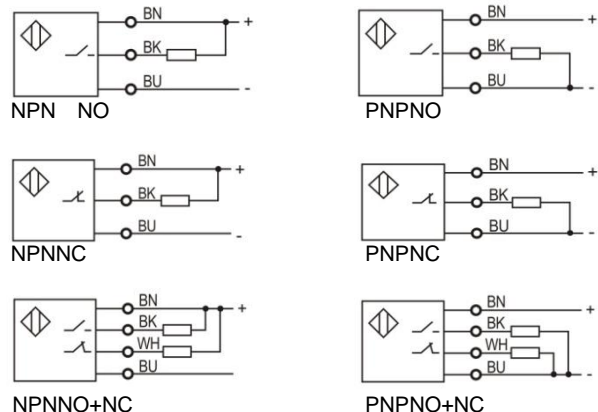 BN
+
BK
BU
-
NPN NO
BN
+
BK
BU
-
PNPNO
BN
+
BK
BU
-
NPNNC
BN
+
BK
BU
-
PNPNC
BN
+
BK
WH
BU
NPNNO+NC
BN
+
BK
WH
BU
-
PNPNO+NC